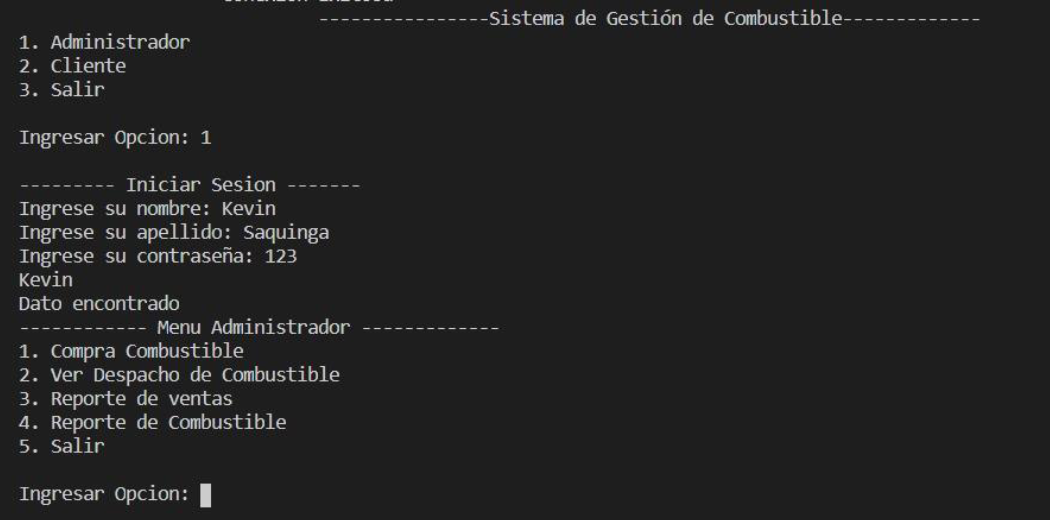 ----------------Sistema de Gestión de Combustible-------------
1. Administrador
2. Cliente
3. Salir
Ingresar Opcion: 1
--------- Iniciar Sesion -------
Ingrese su nombre: Kevin
Ingrese su apellido: Saquinga
Ingrese su contraseña: 123
Kevin
Dato encontrado
------------ Menu Administrador -------------
1. Compra Combustible
2. Ver Despacho de Combustible
3. Reporte de ventas
4. Reporte de Combustible
5. Salir
Ingresar Opcion: